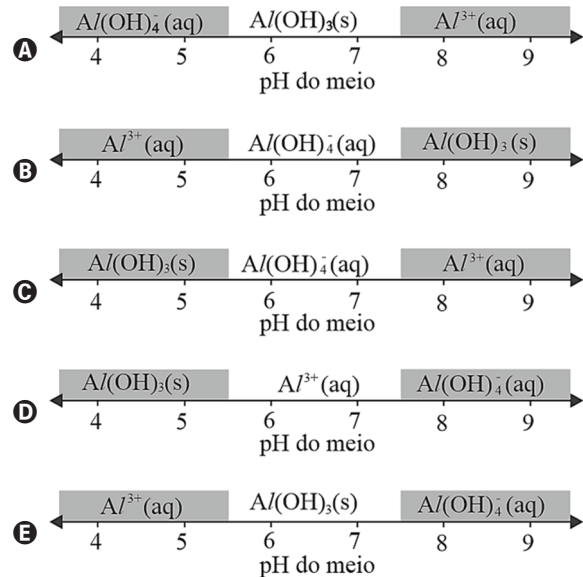 Al(OH)₄⁻(aq) Al(OH)₃(s) Al³⁺(aq)
A
4 5 6 7 8 9
pH do meio
Al³⁺(aq) Al(OH)₄⁻(aq) Al(OH)₃(s)
B
4 5 6 7 8 9
pH do meio
Al(OH)₃(s) Al(OH)₄⁻(aq) Al³⁺(aq)
C
4 5 6 7 8 9
pH do meio
Al(OH)₃(s) Al³⁺(aq) Al(OH)₄⁻(aq)
D
4 5 6 7 8 9
pH do meio
Al³⁺(aq) Al(OH)₃(s) Al(OH)₄⁻(aq)
E
4 5 6 7 8 9
pH do meio